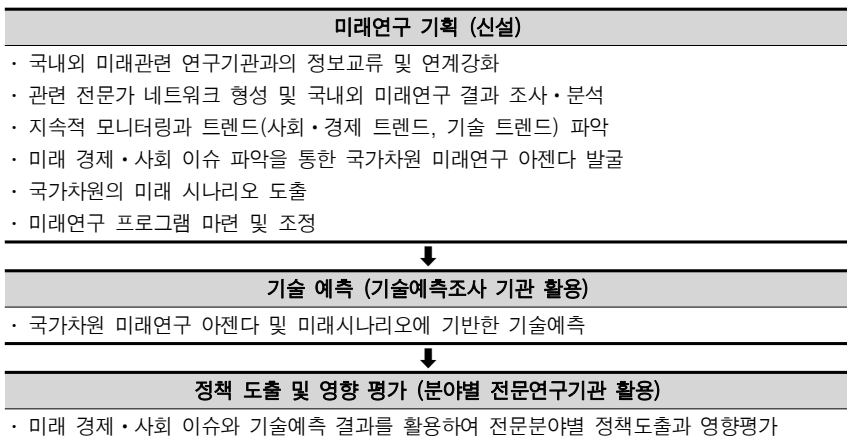 미래연구 기획 (신설)
· 국내외 미래관련 연구기관과의 정보교류 및 연계강화
· 관련 전문가 네트워크 형성 및 국내외 미래연구 결과 조사・분석
· 지속적 모니터링과 트렌드(사회・경제 트렌드, 기술 트렌드) 파악
· 미래 경제・사회 이슈 파악을 통한 국가차원 미래연구 아젠다 발굴
· 국가차원의 미래 시나리오 도출
· 미래연구 프로그램 마련 및 조정
기술 예측 (기술예측조사 기관 활용)
· 국가차원 미래연구 아젠다 및 미래시나리오에 기반한 기술예측
정책 도출 및 영향 평가 (분야별 전문연구기관 활용)
· 미래 경제・사회 이슈와 기술예측 결과를 활용하여 전문분야별 정책도출과 영향평가